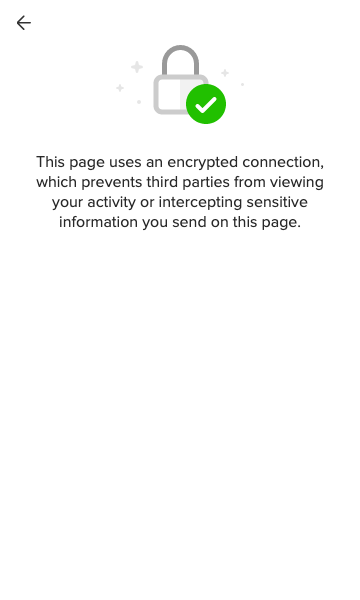 This page uses an encrypted connection,
which prevents third parties from viewing
your activity or intercepting sensitive
information you send on this page.